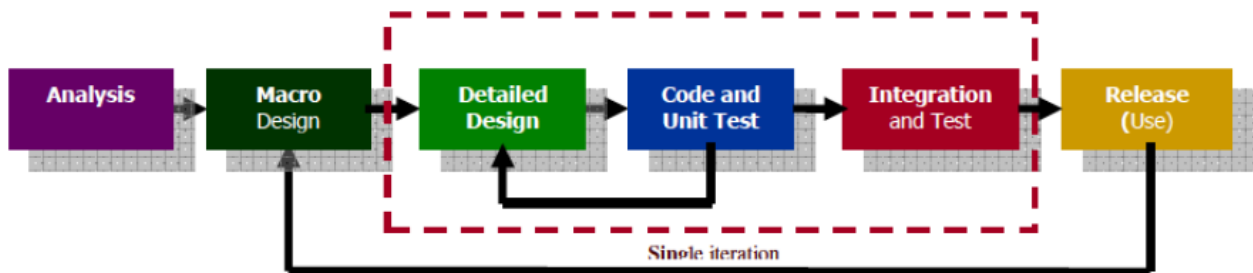 Analysis
Macro
Design
Detailed
Design
Code and
Unit Test
Integration
and Test
Release
(Use)
Single iteration